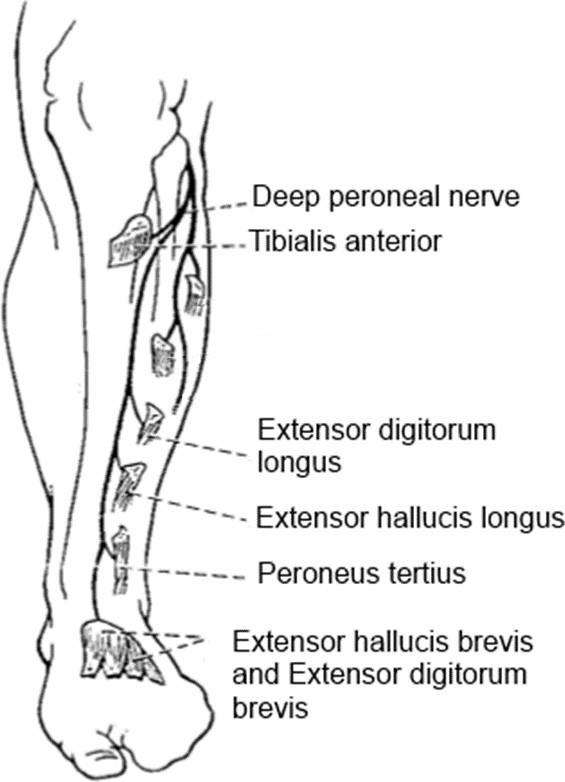 Deep peroneal nerve
Tibialis anterior
Extensor digitorum
longus
Extensor hallucis longus
Peroneus tertius
Extensor hallucis brevis
and Extensor digitorum
brevis